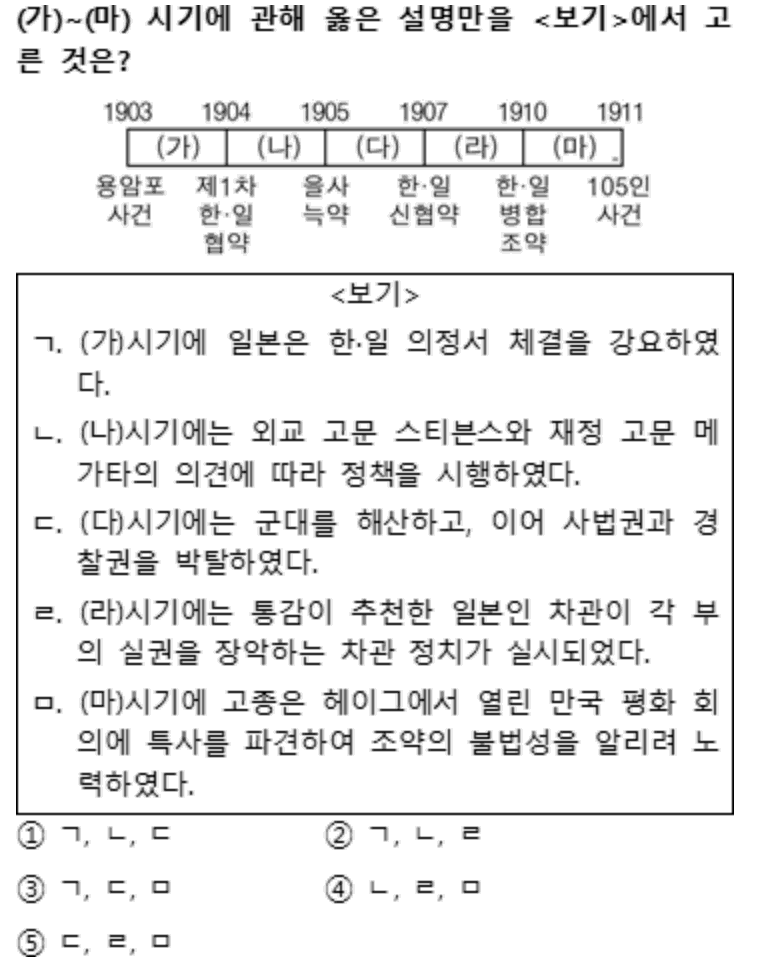 (가)~(마) 시기에 관해 옳은 설명만을 <보기>에서 고
른 것은?
1903 1904 1905 1907 1910 1911
(가) (나) (다) (라) (마)
용암포 제1차 을사 한·일 한·일 105인
사건 한·일 늑약 신협약 병합 사건
협약 조약
<보기>
ㄱ. (가)시기에 일본은 한·일 의정서 체결을 강요하였
다.
ㄴ. (나)시기에는 외교 고문 스티븐스와 재정 고문 메
가타의 의견에 따라 정책을 시행하였다.
ㄷ. (다)시기에는 군대를 해산하고, 이어 사법권과 경
찰권을 박탈하였다.
ㄹ. (라)시기에는 통감이 추천한 일본인 차관이 각 부
의 실권을 장악하는 차관 정치가 실시되었다.
ㅁ. (마)시기에 고종은 헤이그에서 열린 만국 평화 회
의에 특사를 파견하여 조약의 불법성을 알리려 노
력하였다.
① ㄱ, ㄴ, ㄷ ② ㄱ, ㄴ, ㄹ
③ ㄱ, ㄷ, ㅁ ④ ㄴ, ㄹ, ㅁ
⑤ ㄷ, ㄹ, ㅁ